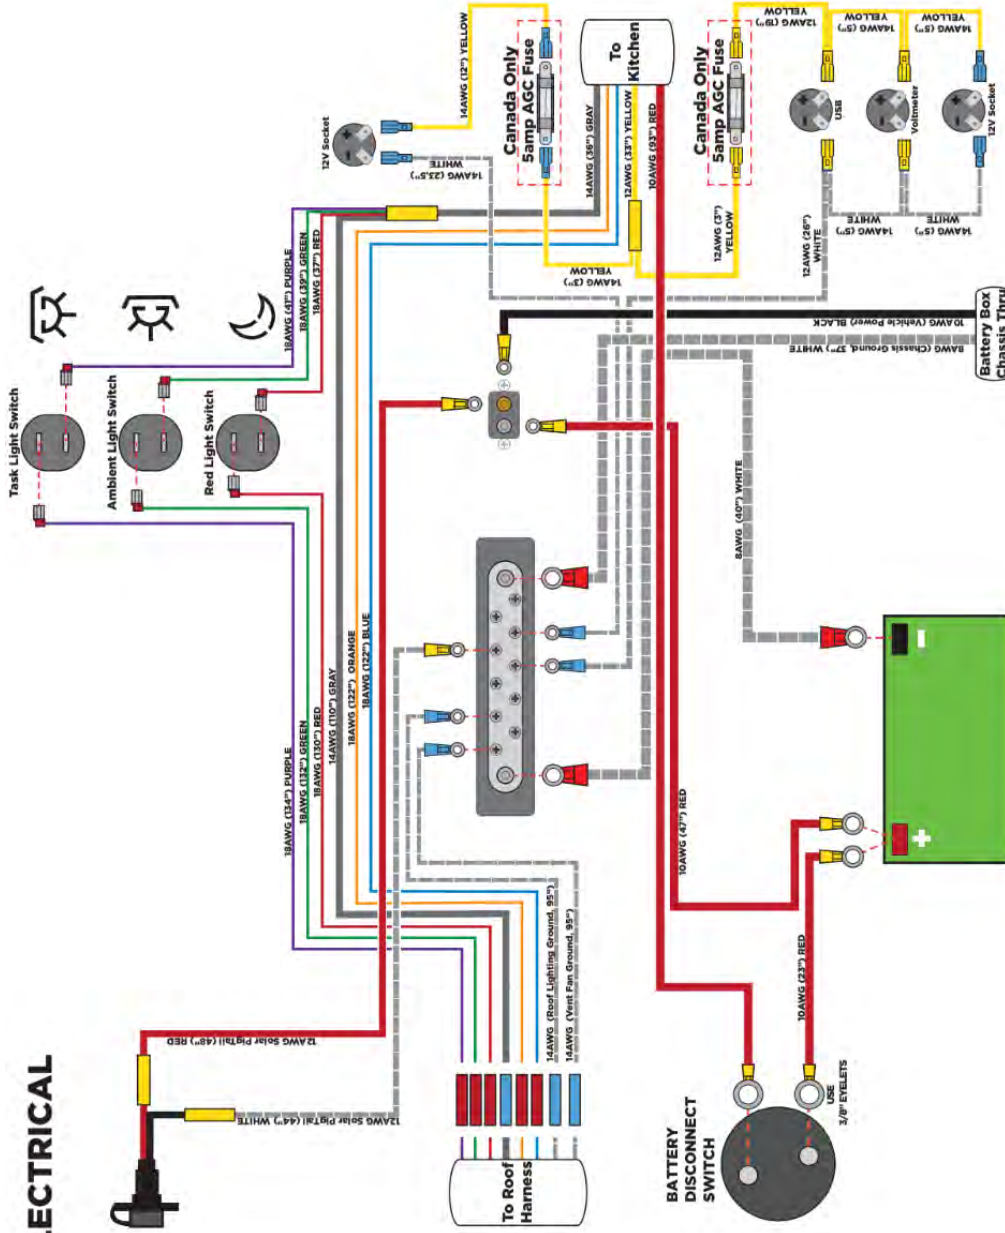 ELECTRICAL
Task Light Switch
Ambient Light Switch
Red Light Switch
18AWG (41") PURPLE
18AWG (39") GREEN
18AWG (37") RED
18AWG (134") PURPLE
18AWG (132") GREEN
18AWG (130") RED
14AWG (110") GRAY
18AWG (122") ORANGE
18AWG (122") BLUE
12V Socket
14AWG (12") YELLOW
14AWG (23.5")
WHITE
Canada Only
5amp AGC Fuse
To
Kitchen
14AWG (36") GRAY
12AWG (33") YELLOW
10AWG (93") RED
14AWG (3")
YELLOW
12AWG (3")
YELLOW
Canada Only
5amp AGC Fuse
12AWG (19")
YELLOW
14AWG (5")
YELLOW
14AWG (5")
YELLOW
USB
Voltmeter
12V Socket
12AWG (26")
WHITE
14AWG (5")
WHITE
14AWG (5")
WHITE
10AWG (Vehicle Power) BLACK
8AWG (Chassis Ground, 37") WHITE
Battery Box
Chassis Thru
8AWG (40") WHITE
10AWG (47") RED
10AWG (23") RED
12AWG Solar PigTail (48") RED
12AWG Solar PigTail (44") WHITE
14AWG (Roof Lighting Ground, 95")
14AWG (Vent Fan Ground, 95")
To Roof
Harness
BATTERY
DISCONNECT
SWITCH
USE
3/8" EYELETS